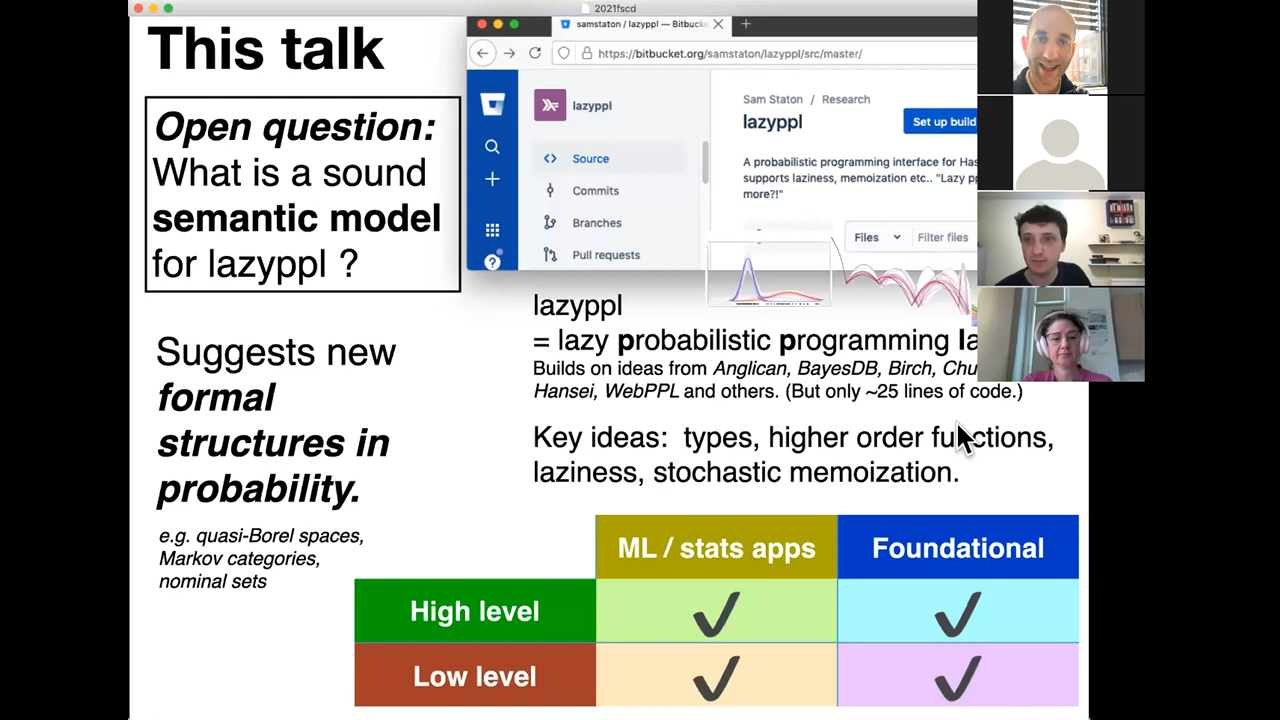 2021fscd
This talk
Open question:
What is a sound
semantic model
for lazyppl ?
Suggests new
formal
structures in
probability.
e.g. quasi-Borel spaces,
Markov categories,
nominal sets
samstaton / lazyppl — Bitbuck
https://bitbucket.org/samstaton/lazyppl/src/master/
lazyppl
Source
Commits
Branches
Pull requests
Sam Staton / Research
lazyppl
Set up build
A probabilistic programming interface for Has
supports laziness, memoization etc.. "Lazy pp
more?!"
Files
Filter files
lazyppl
= lazy probabilistic programming la
Builds on ideas from Anglican, BayesDB, Birch, Chu
Hansei, WebPPL and others. (But only ~25 lines of code.)
Key ideas: types, higher order functions,
laziness, stochastic memoization.
ML / stats apps
Foundational
High level
✓
✓
Low level
✓
✓